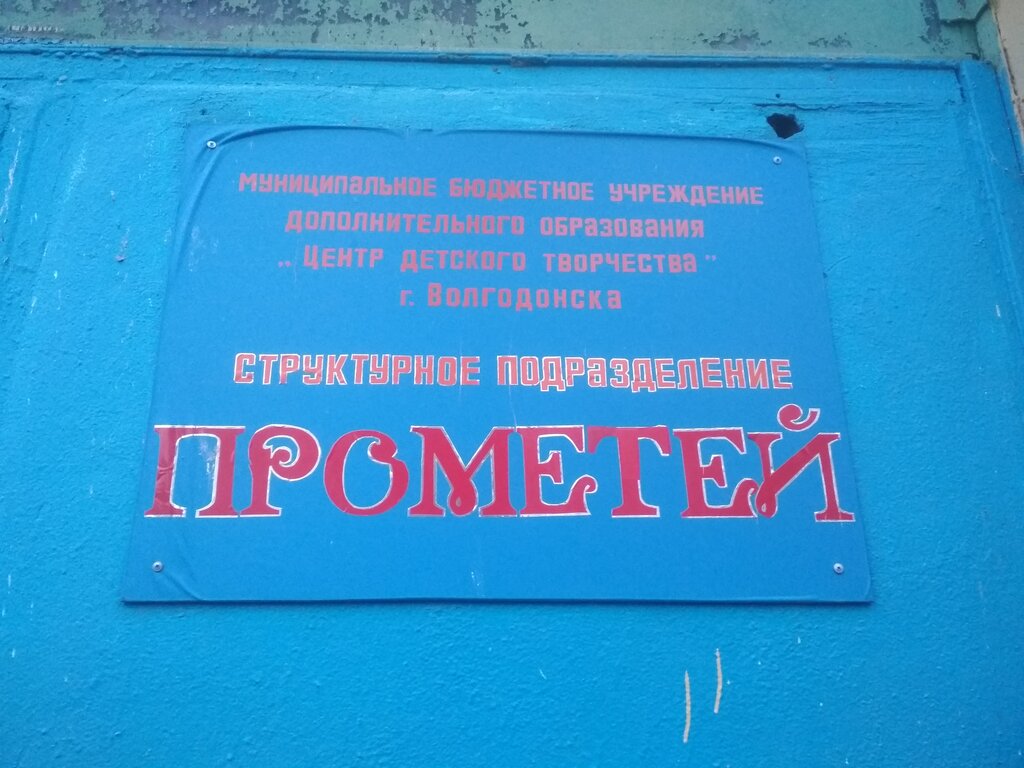 МУНИЦИПАЛЬНОЕ БЮДЖЕТНОЕ УЧРЕЖДЕНИЕ
ДОПОЛНИТЕЛЬНОГО ОБРАЗОВАНИЯ
„ ЦЕНТР ДЕТСКОГО ТВОРЧЕСТВА ”
г. Волгодонска
СТРУКТУРНОЕ ПОДРАЗДЕЛЕНИЕ
ПРОМЕТЕЙ